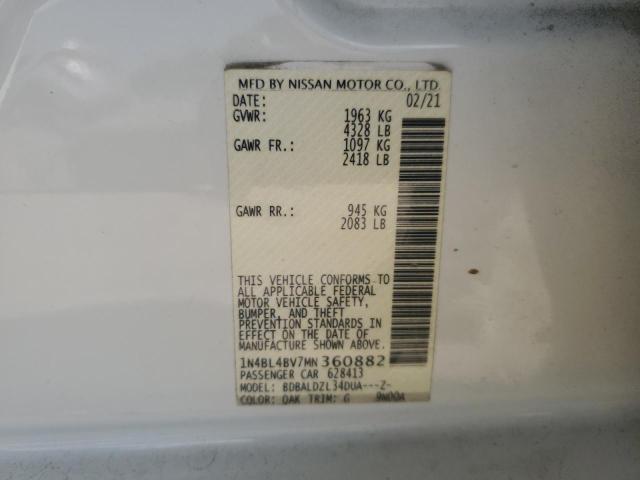 MFD BY NISSAN MOTOR CO., LTD.
DATE: 02/21
GVWR: 1963 KG
4328 LB
GAWR FR.: 1097 KG
2418 LB
GAWR RR.: 945 KG
2083 LB
THIS VEHICLE CONFORMS TO
ALL APPLICABLE FEDERAL
MOTOR VEHICLE SAFETY,
BUMPER, AND THEFT
PREVENTION STANDARDS IN
EFFECT ON THE DATE OF
MANUFACTURE SHOWN ABOVE.
1N4BL4BV7MN360882
PASSENGER CAR 628413
MODEL: BDBALDZL34DUA---Z-
COLOR: QAK TRIM: G 9N00A